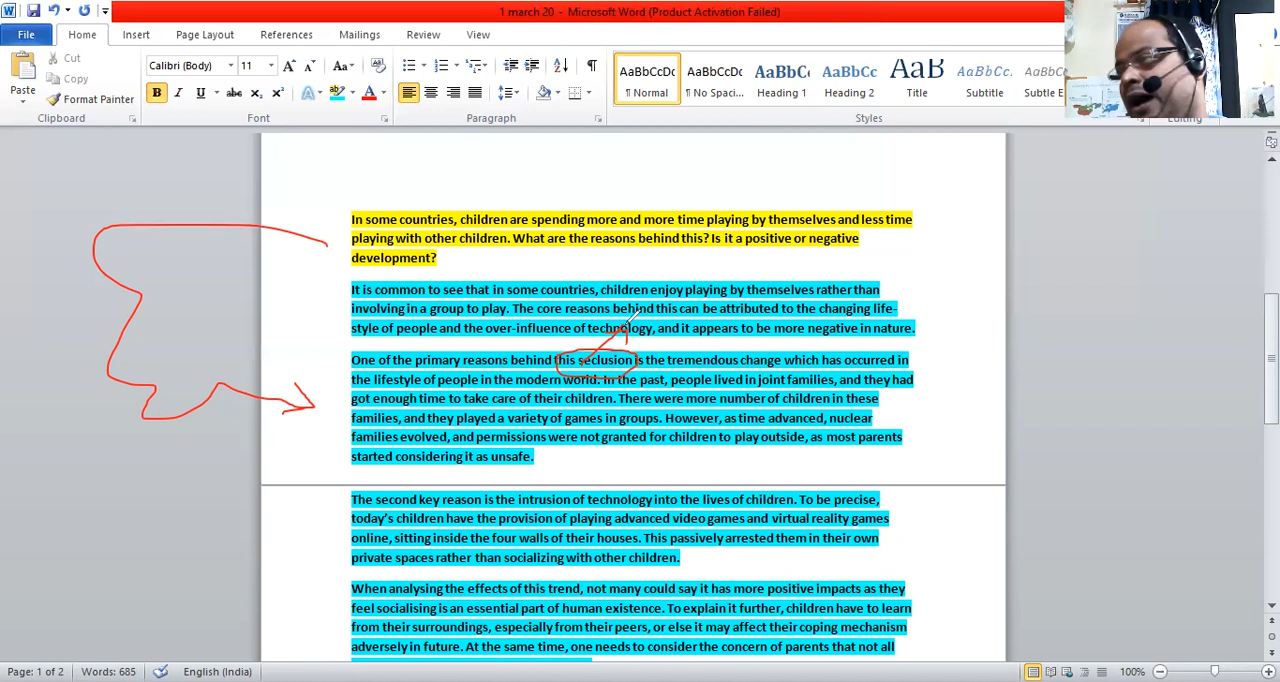 1 march 20 - Microsoft Word (Product Activation Failed)
File Home Insert Page Layout References Mailings Review View
Cut
Copy
Format Painter
Paste
Calibri (Body) 11
AaBbCcDc AaBbCcDc AaBbCc AaBbCc AaB AaBbCcDc AaBbCcDc
¶ Normal ¶ No Spaci... Heading 1 Heading 2 Title Subtitle Subtle E
Clipboard Font Paragraph Styles Editing
In some countries, children are spending more and more time playing by themselves and less time
playing with other children. What are the reasons behind this? Is it a positive or negative
development?
It is common to see that in some countries, children enjoy playing by themselves rather than
involving in a group to play. The core reasons behind this can be attributed to the changing life-
style of people and the over-influence of technology, and it appears to be more negative in nature.
One of the primary reasons behind this seclusion is the tremendous change which has occurred in
the lifestyle of people in the modern world. In the past, people lived in joint families, and they had
got enough time to take care of their children. There were more number of children in these
families, and they played a variety of games in groups. However, as time advanced, nuclear
families evolved, and permissions were not granted for children to play outside, as most parents
started considering it as unsafe.
The second key reason is the intrusion of technology into the lives of children. To be precise,
today's children have the provision of playing advanced video games and virtual reality games
online, sitting inside the four walls of their houses. This passively arrested them in their own
private spaces rather than socializing with other children.
When analysing the effects of this trend, not many could say it has more positive impacts as they
feel socialising is an essential part of human existence. To explain it further, children have to learn
from their surroundings, especially from their peers, or else it may affect their coping mechanism
adversely in future. At the same time, one needs to consider the concern of parents that not all
Page: 1 of 2 Words: 685 English (India) 100%